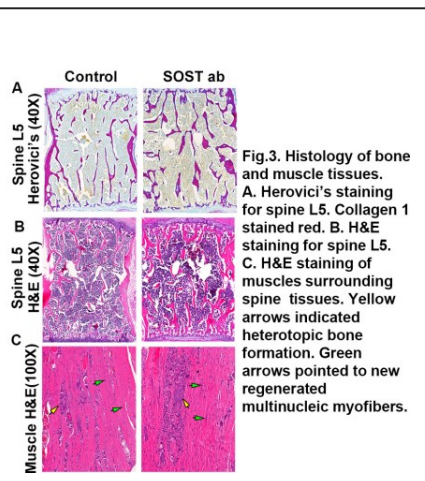 Control SOST ab
A
Spine L5
Herovici's (40X)
B
Spine L5
H&E (40X)
C
Muscle H&E(100X)
Fig.3. Histology of bone
and muscle tissues.
A. Herovici's staining
for spine L5. Collagen 1
stained red. B. H&E
staining for spine L5.
C. H&E staining of
muscles surrounding
spine tissues. Yellow
arrows indicated
heterotopic bone
formation. Green
arrows pointed to new
regenerated
multinucleic myofibers.